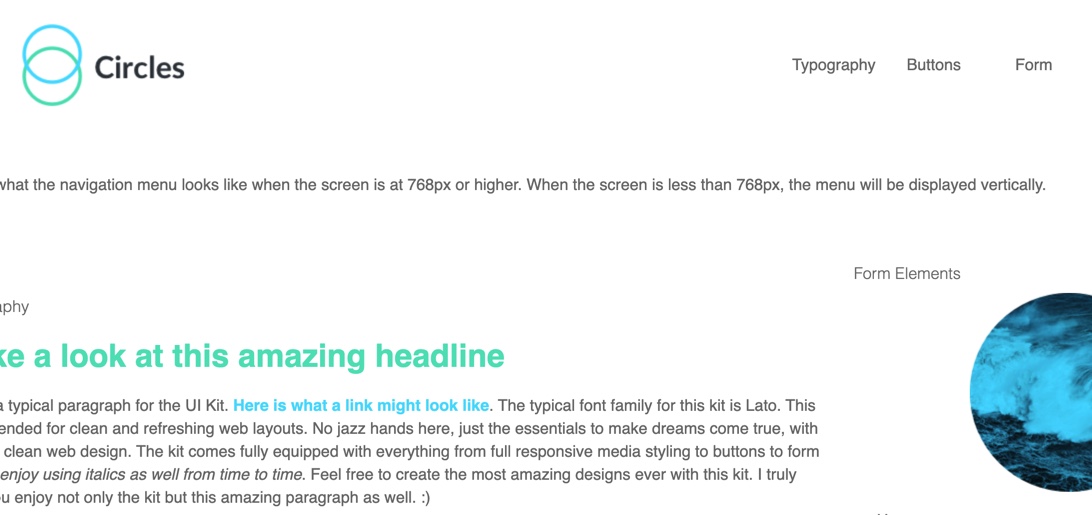 Circles
Typography Buttons Form
what the navigation menu looks like when the screen is at 768px or higher. When the screen is less than 768px, the menu will be displayed vertically.
Form Elements
aphy
ke a look at this amazing headline
a typical paragraph for the UI Kit. Here is what a link might look like. The typical font family for this kit is Lato. This
ended for clean and refreshing web layouts. No jazz hands here, just the essentials to make dreams come true, with
clean web design. The kit comes fully equipped with everything from full responsive media styling to buttons to form
enjoy using italics as well from time to time. Feel free to create the most amazing designs ever with this kit. I truly
u enjoy not only the kit but this amazing paragraph as well. :)